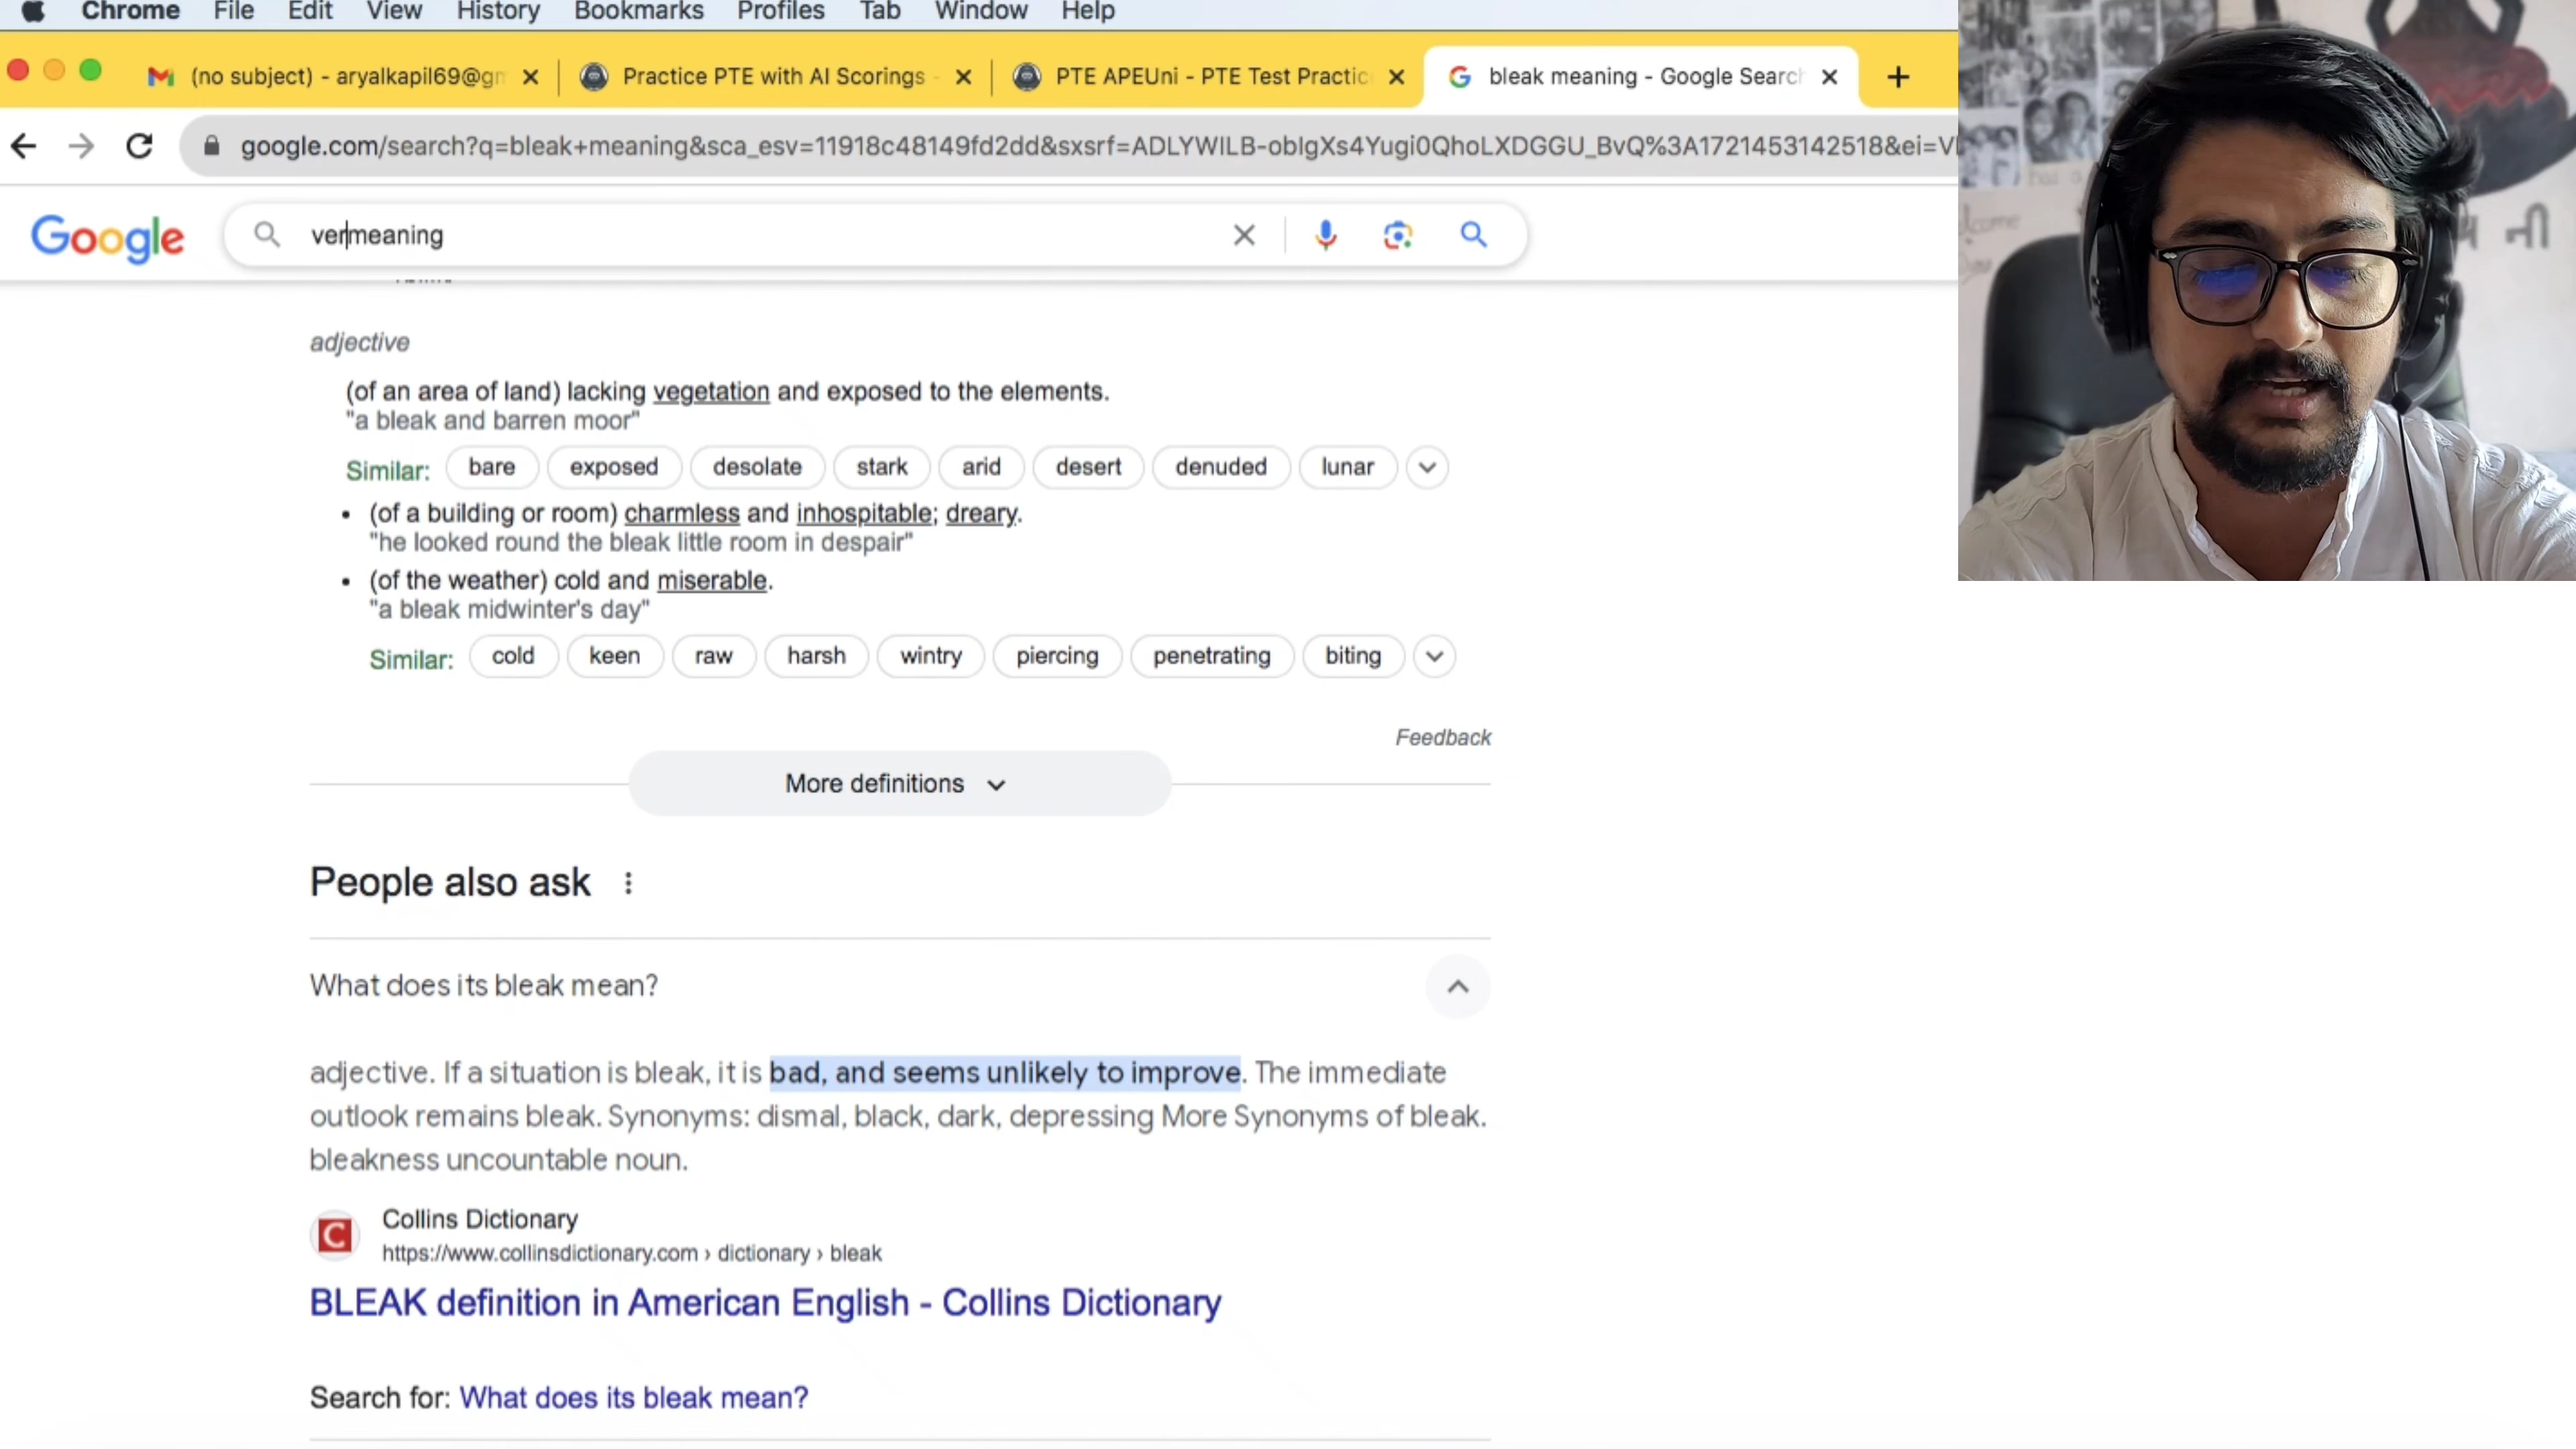 Chrome File Edit View History Bookmarks Profiles Tab Window Help
(no subject) - aryalkapil69@gm
Practice PTE with AI Scorings -
PTE APEUni - PTE Test Practic
bleak meaning - Google Search
google.com/search?q=bleak+meaning&sca_esv=11918c48149fd2dd&sxsrf=ADLYWILB-obIgXs4Yugi0QhoLXDGGU_BvQ%3A1721453142518&ei=V
Google
vermeaning
adjective
(of an area of land) lacking vegetation and exposed to the elements.
"a bleak and barren moor"
Similar: bare exposed desolate stark arid desert denuded lunar
• (of a building or room) charmless and inhospitable; dreary.
"he looked round the bleak little room in despair"
• (of the weather) cold and miserable.
"a bleak midwinter's day"
Similar: cold keen raw harsh wintry piercing penetrating biting
Feedback
More definitions
People also ask
What does its bleak mean?
adjective. If a situation is bleak, it is bad, and seems unlikely to improve. The immediate
outlook remains bleak. Synonyms: dismal, black, dark, depressing More Synonyms of bleak.
bleakness uncountable noun.
C
Collins Dictionary
https://www.collinsdictionary.com › dictionary › bleak
BLEAK definition in American English - Collins Dictionary
Search for: What does its bleak mean?